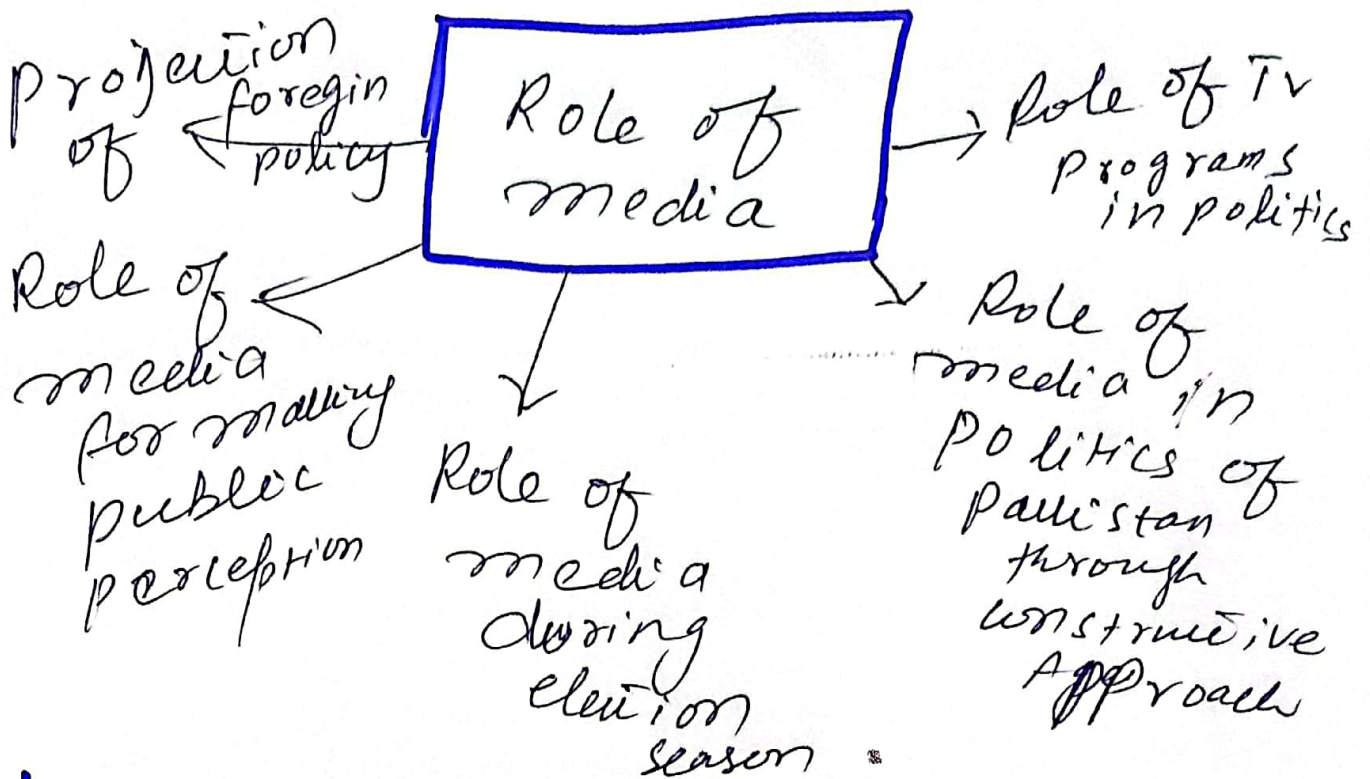 Role of
media
Projection
of foregin
policy
Role of
media
for making
public
perception
Role of
media
during
election
season
Role of
media in
Politics of
Pakistan
through
constructive
Approach
Role of Tv
programs
in politics